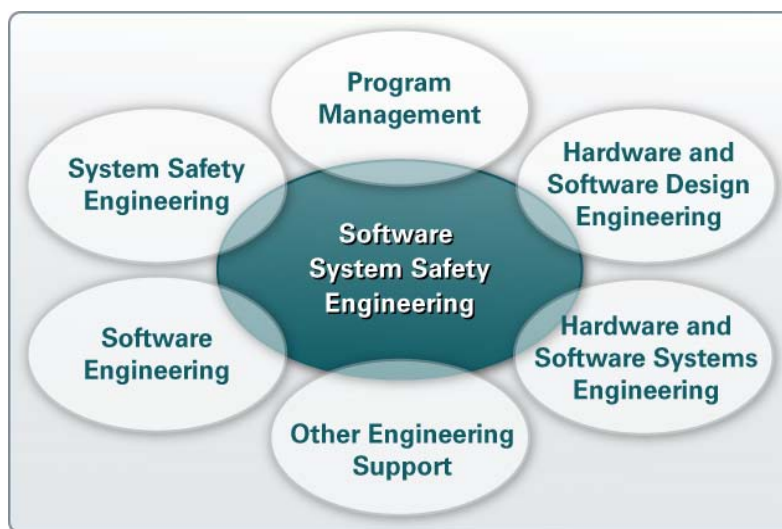 Program
Management
System Safety
Engineering
Hardware and
Software Design
Engineering
Software
System Safety
Engineering
Software
Engineering
Hardware and
Software Systems
Engineering
Other Engineering
Support